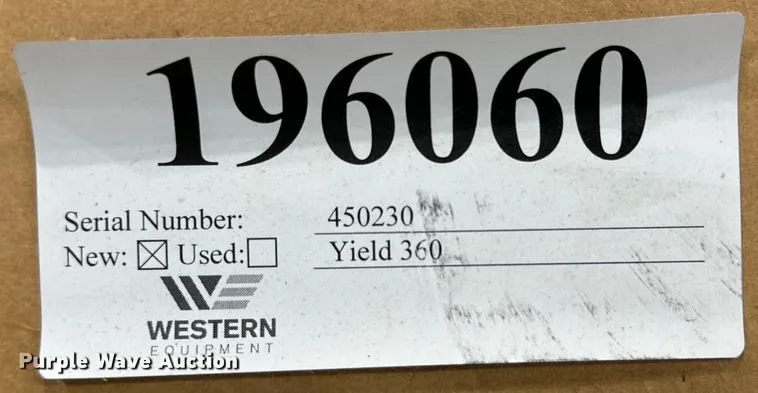 196060
Serial Number: 450230
New: ☒ Used: ☐ Yield 360
WESTERN
EQUIPMENT
Purple Wave Auction